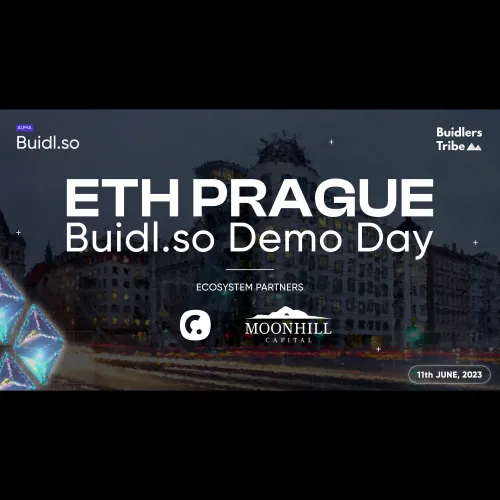 ALPHA
Buidl.so
Buidlers
Tribe
ETH PRAGUE
Buidl.so Demo Day
ECOSYSTEM PARTNERS
MOONHILL
CAPITAL
11th JUNE, 2023